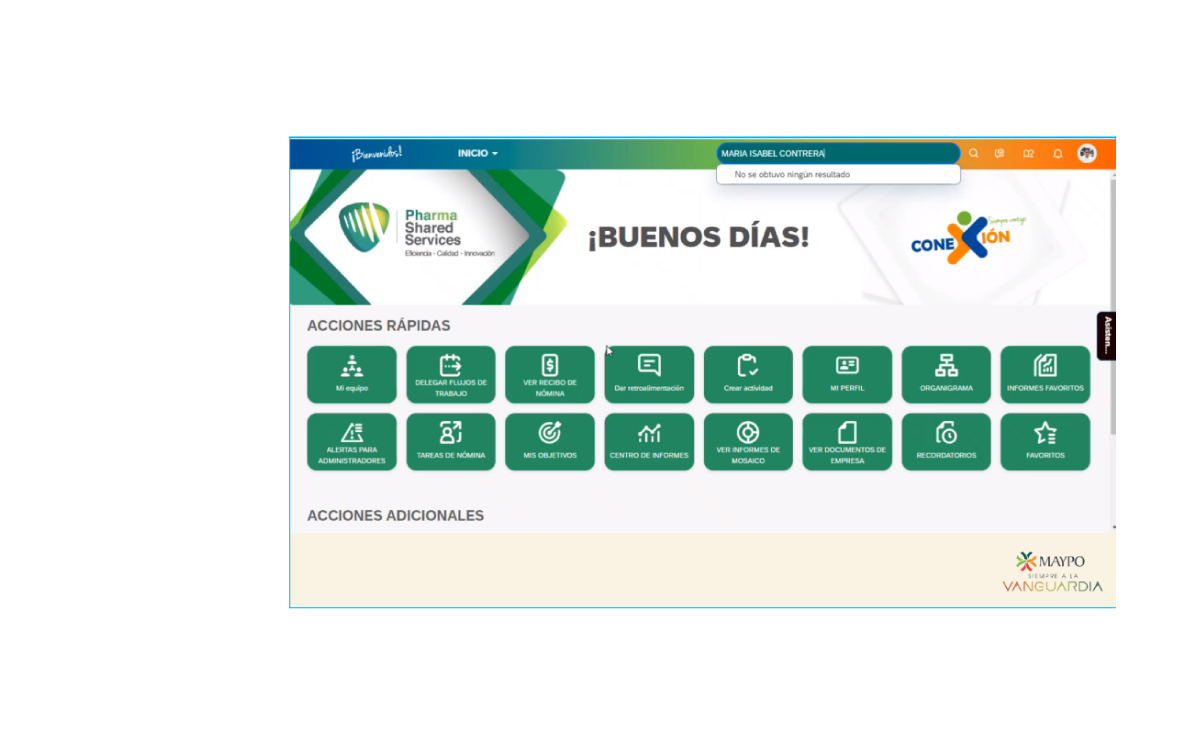 ¡Bienvenidos!
INICIO
MARIA ISABEL CONTRERA
No se obtuvo ningún resultado
Pharma
Shared
Services
Eficiencia - Calidad - Innovación
¡BUENOS DÍAS!
Siempre contigo
CONEXIÓN
Asisten...
ACCIONES RÁPIDAS
Mi equipo
DELEGAR FLUJOS DE
TRABAJO
VER RECIBO DE
NÓMINA
Dar retroalimentación
Crear actividad
MI PERFIL
ORGANIGRAMA
INFORMES FAVORITOS
ALERTAS PARA
ADMINISTRADORES
TAREAS DE NÓMINA
MIS OBJETIVOS
CENTRO DE INFORMES
VER INFORMES DE
MOSAICO
VER DOCUMENTOS DE
EMPRESA
RECORDATORIOS
FAVORITOS
ACCIONES ADICIONALES
MAYPO
SIEMPRE A LA
VANGUARDIA